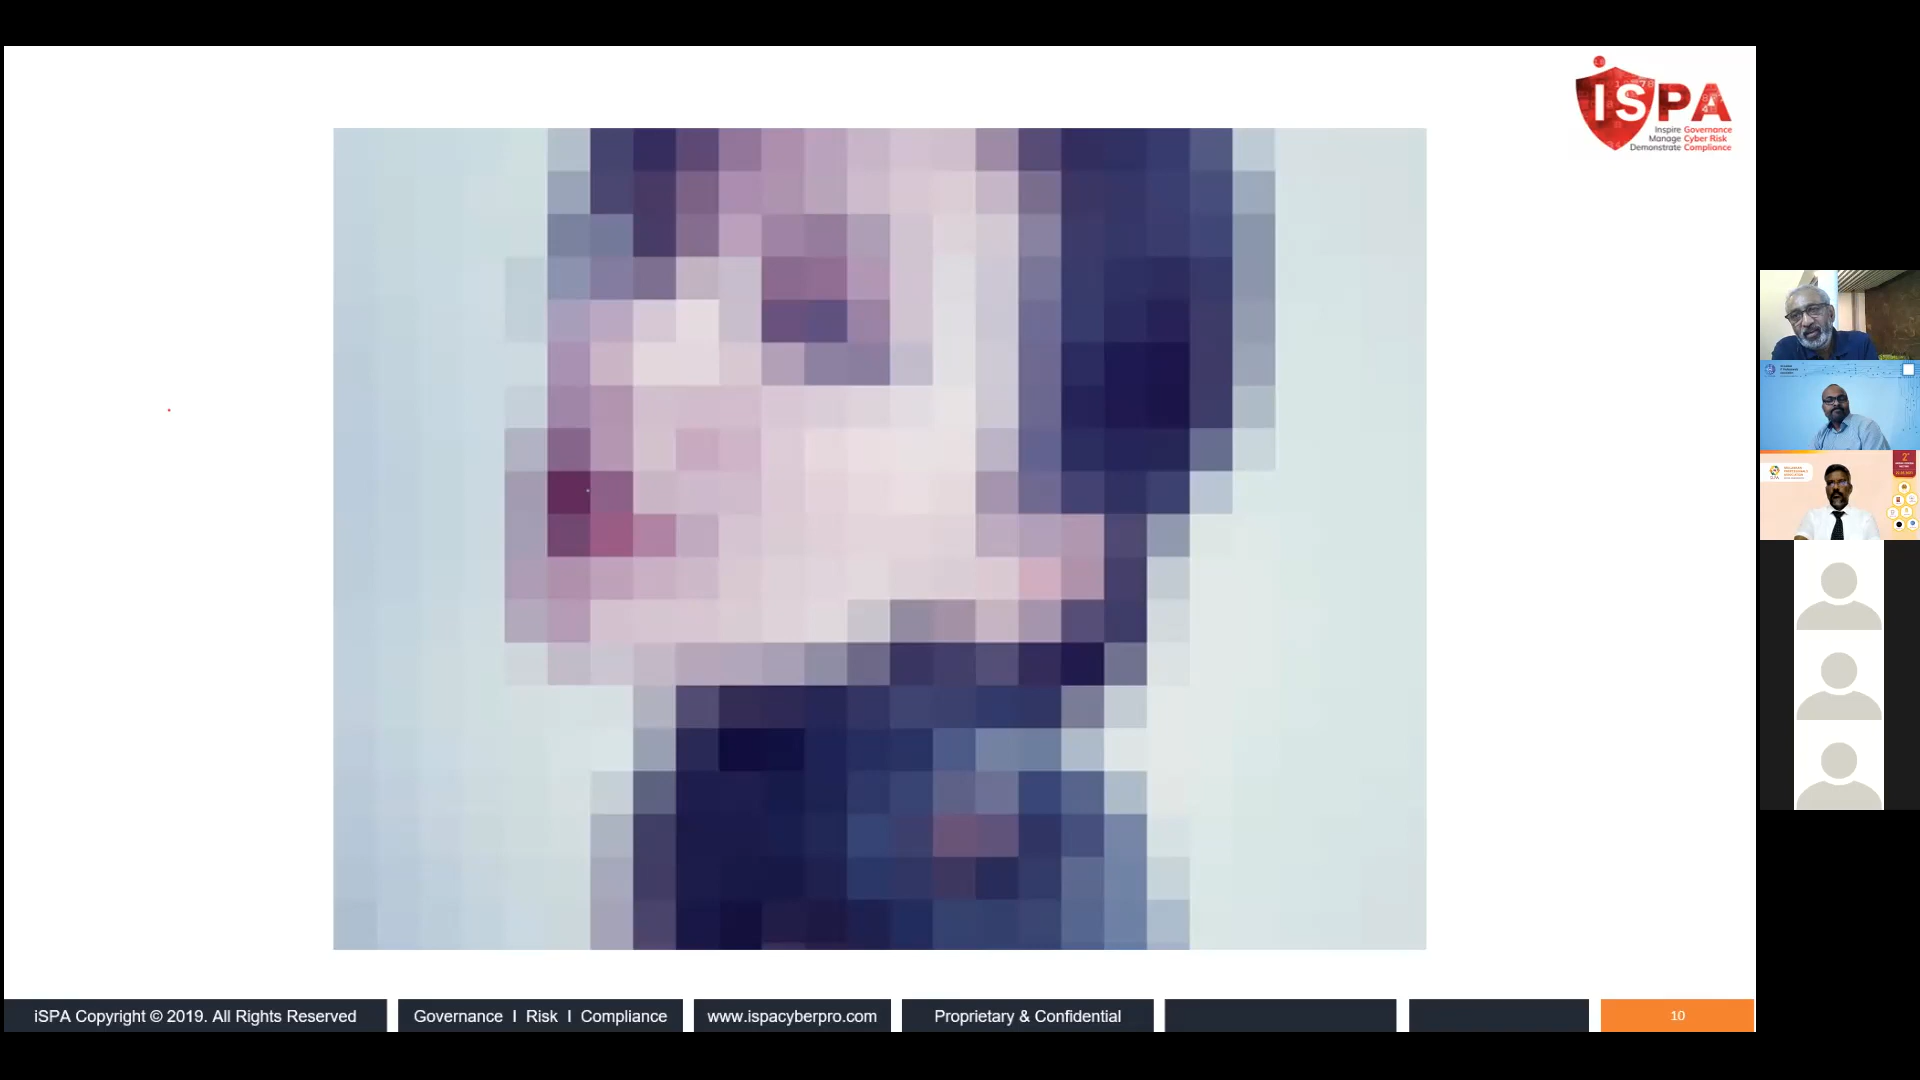 iSPA
Inspire Governance
Manage Cyber Risk
Demonstrate Compliance
iSPA Copyright © 2019. All Rights Reserved
Governance I Risk I Compliance
www.ispacyberpro.com
Proprietary & Confidential
10